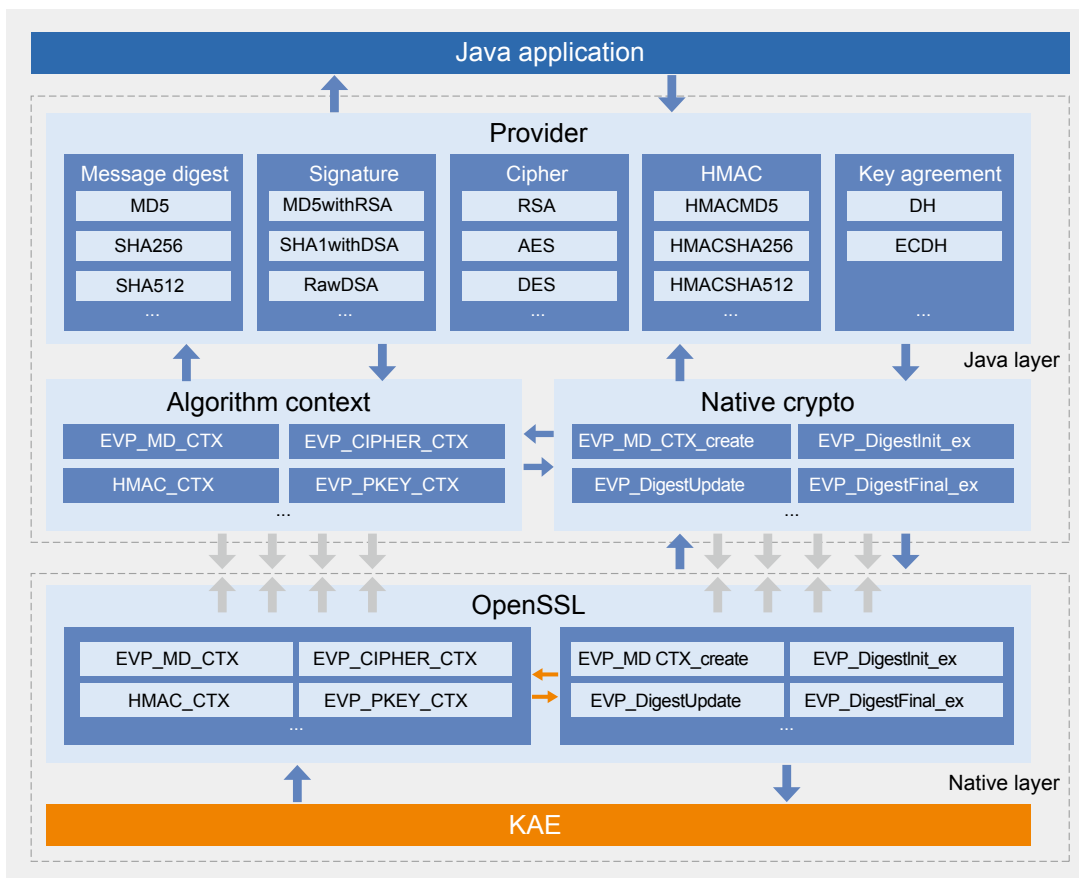 Java application
Provider
Message digest
MD5
SHA256
SHA512
...
Signature
MD5withRSA
SHA1withDSA
RawDSA
...
Cipher
RSA
AES
DES
...
HMAC
HMACMD5
HMACSHA256
HMACSHA512
...
Key agreement
DH
ECDH
...
Java layer
Algorithm context
EVP_MD_CTX
EVP_CIPHER_CTX
HMAC_CTX
EVP_PKEY_CTX
...
Native crypto
EVP_MD_CTX_create
EVP_DigestInit_ex
EVP_DigestUpdate
EVP_DigestFinal_ex
...
OpenSSL
EVP_MD_CTX
EVP_CIPHER_CTX
HMAC_CTX
EVP_PKEY_CTX
...
EVP_MD CTX_create
EVP_DigestInit_ex
EVP_DigestUpdate
EVP_DigestFinal_ex
...
Native layer
KAE